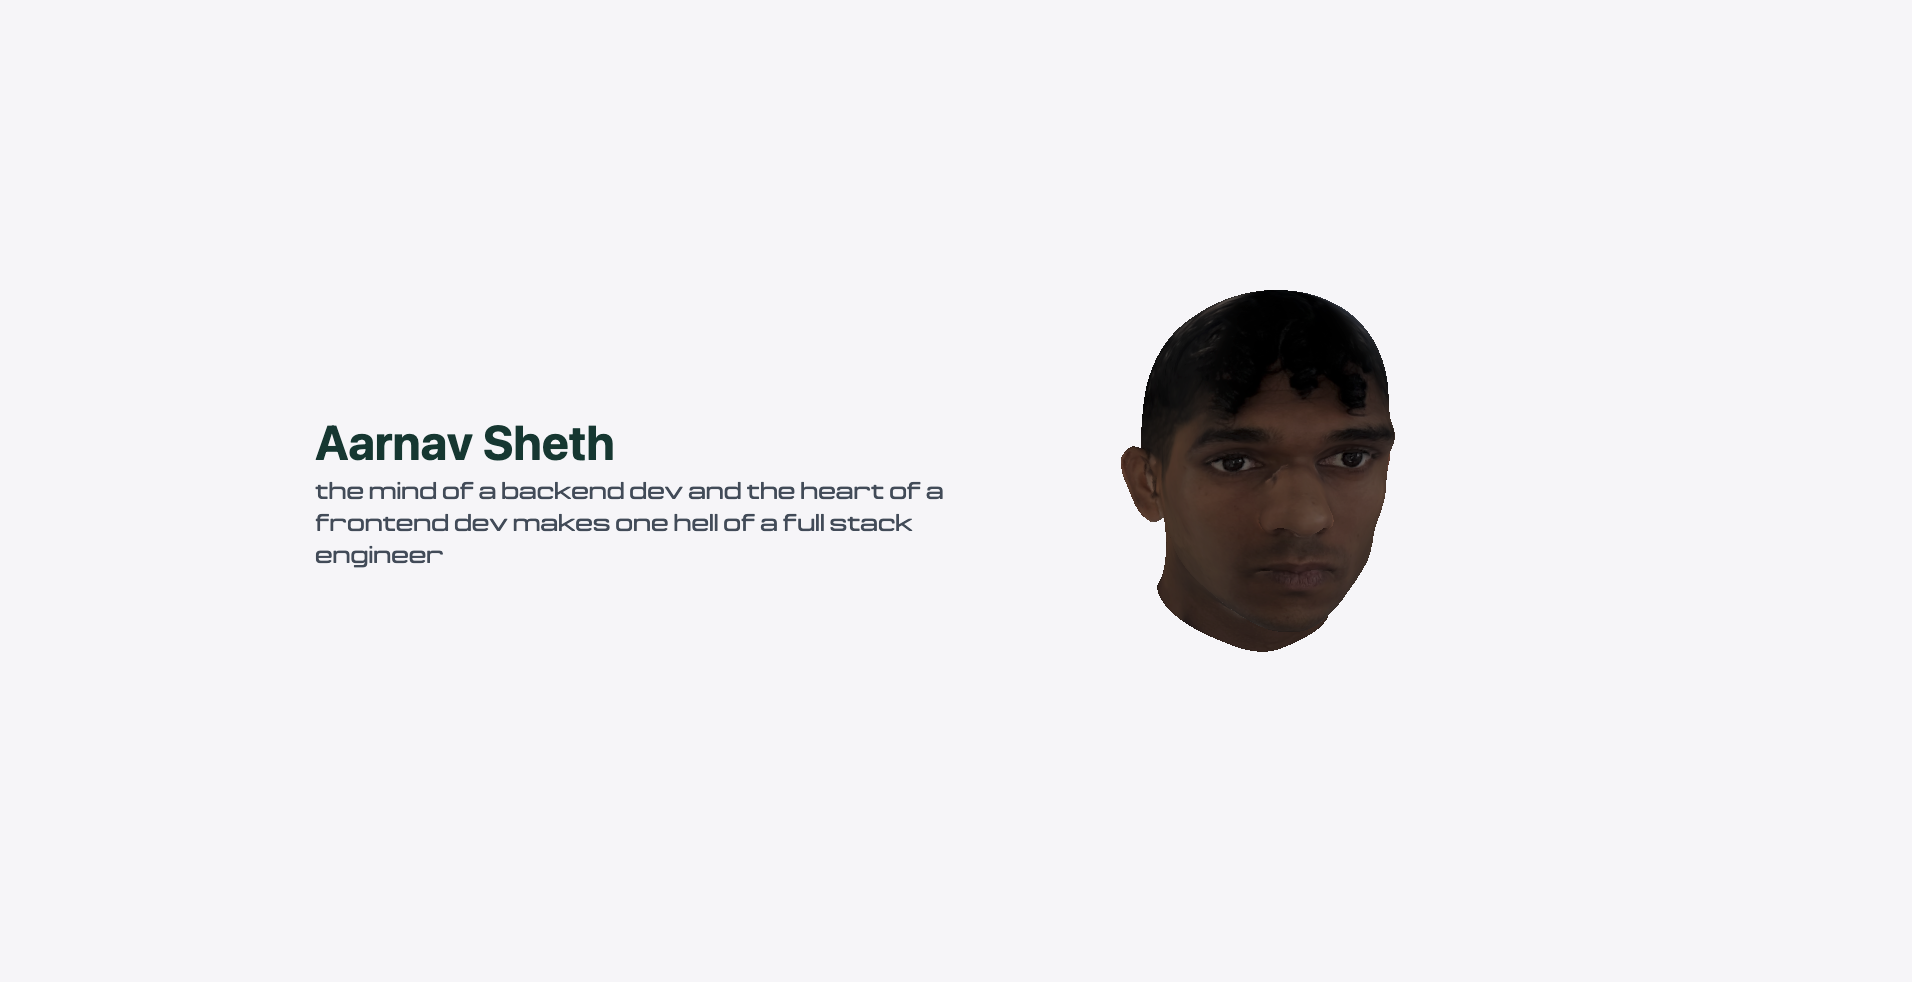 Aarnav Sheth
the mind of a backend dev and the heart of a
frontend dev makes one hell of a full stack
engineer